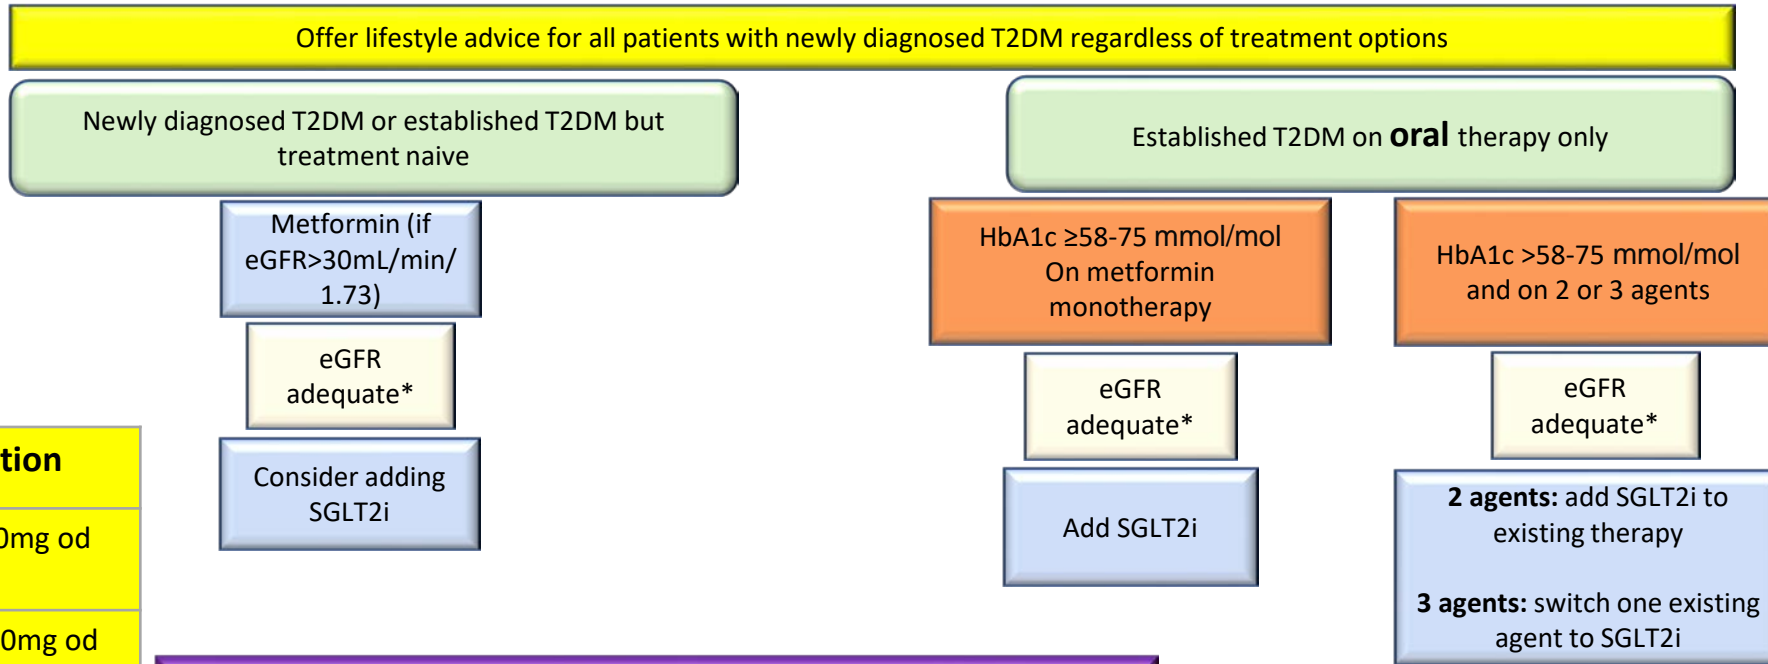 Offer lifestyle advice for all patients with newly diagnosed T2DM regardless of treatment options
Newly diagnosed T2DM or established T2DM but
treatment naive
Established T2DM on oral therapy only
Metformin (if
eGFR>30mL/min/
1.73)
HbA1c ≥58-75 mmol/mol
On metformin
monotherapy
HbA1c >58-75 mmol/mol
and on 2 or 3 agents
eGFR
adequate*
eGFR
adequate*
eGFR
adequate*
Consider adding
SGLT2i
Add SGLT2i
2 agents: add SGLT2i to
existing therapy
3 agents: switch one existing
agent to SGLT2i
tion
0mg od
0mg od